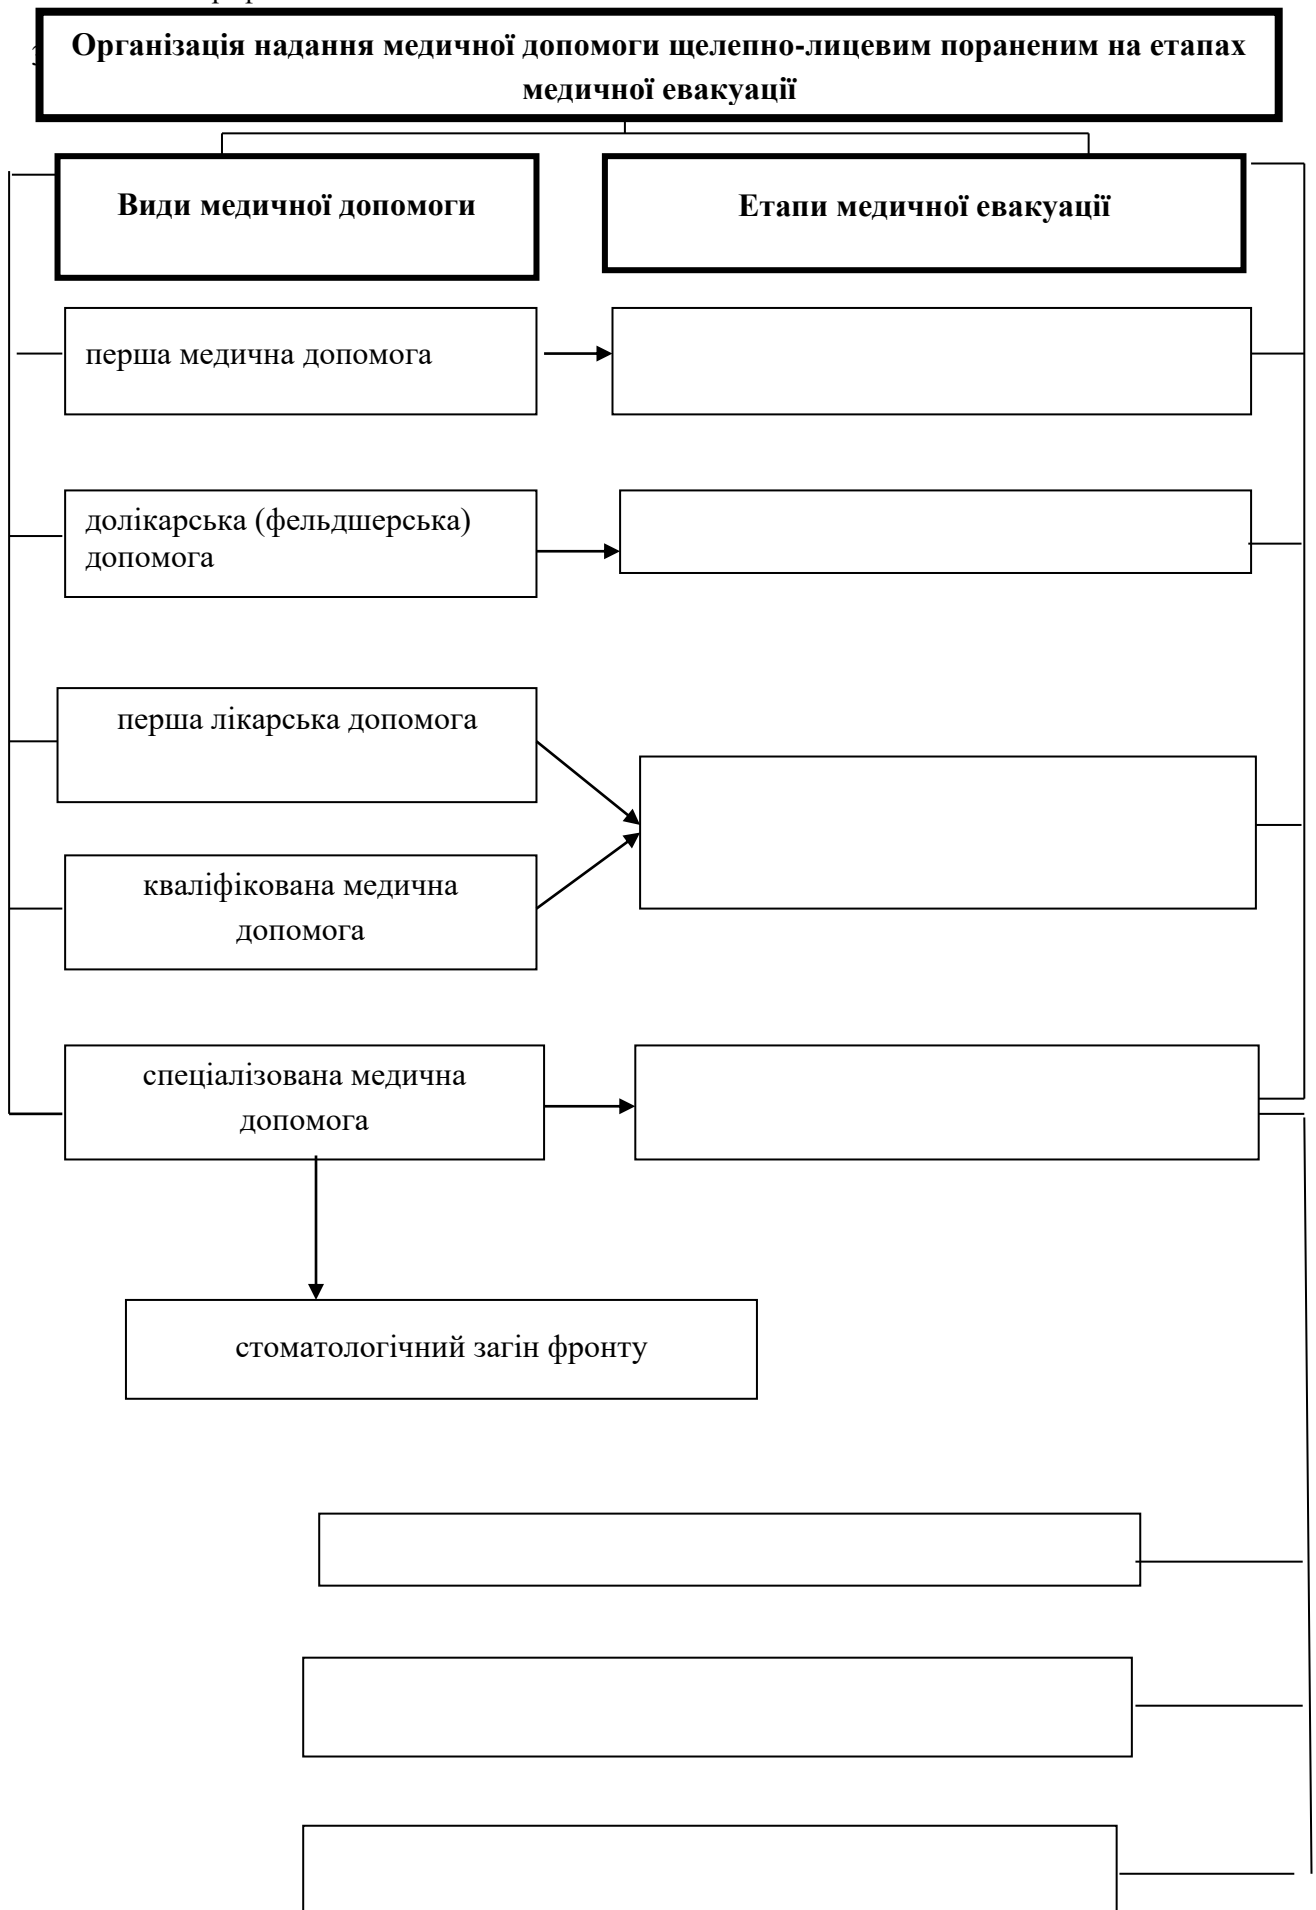 Організація надання медичної допомоги щелепно-лицевим пораненим на етапах
медичної евакуації
Види медичної допомоги
Етапи медичної евакуації
перша медична допомога
долікарська (фельдшерська)
допомога
перша лікарська допомога
кваліфікована медична
допомога
спеціалізована медична
допомога
стоматологічний загін фронту